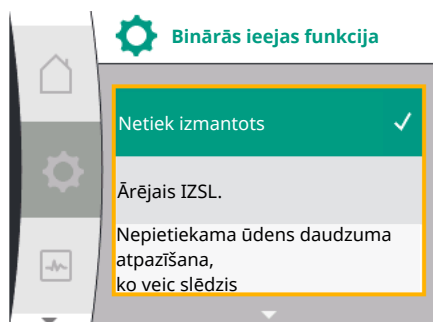 Binārās ieejas funkcija
Netiek izmantots
Ārējais IZSL.
Nepietiekama ūdens daudzuma
atpazīšana,
ko veic slēdzis